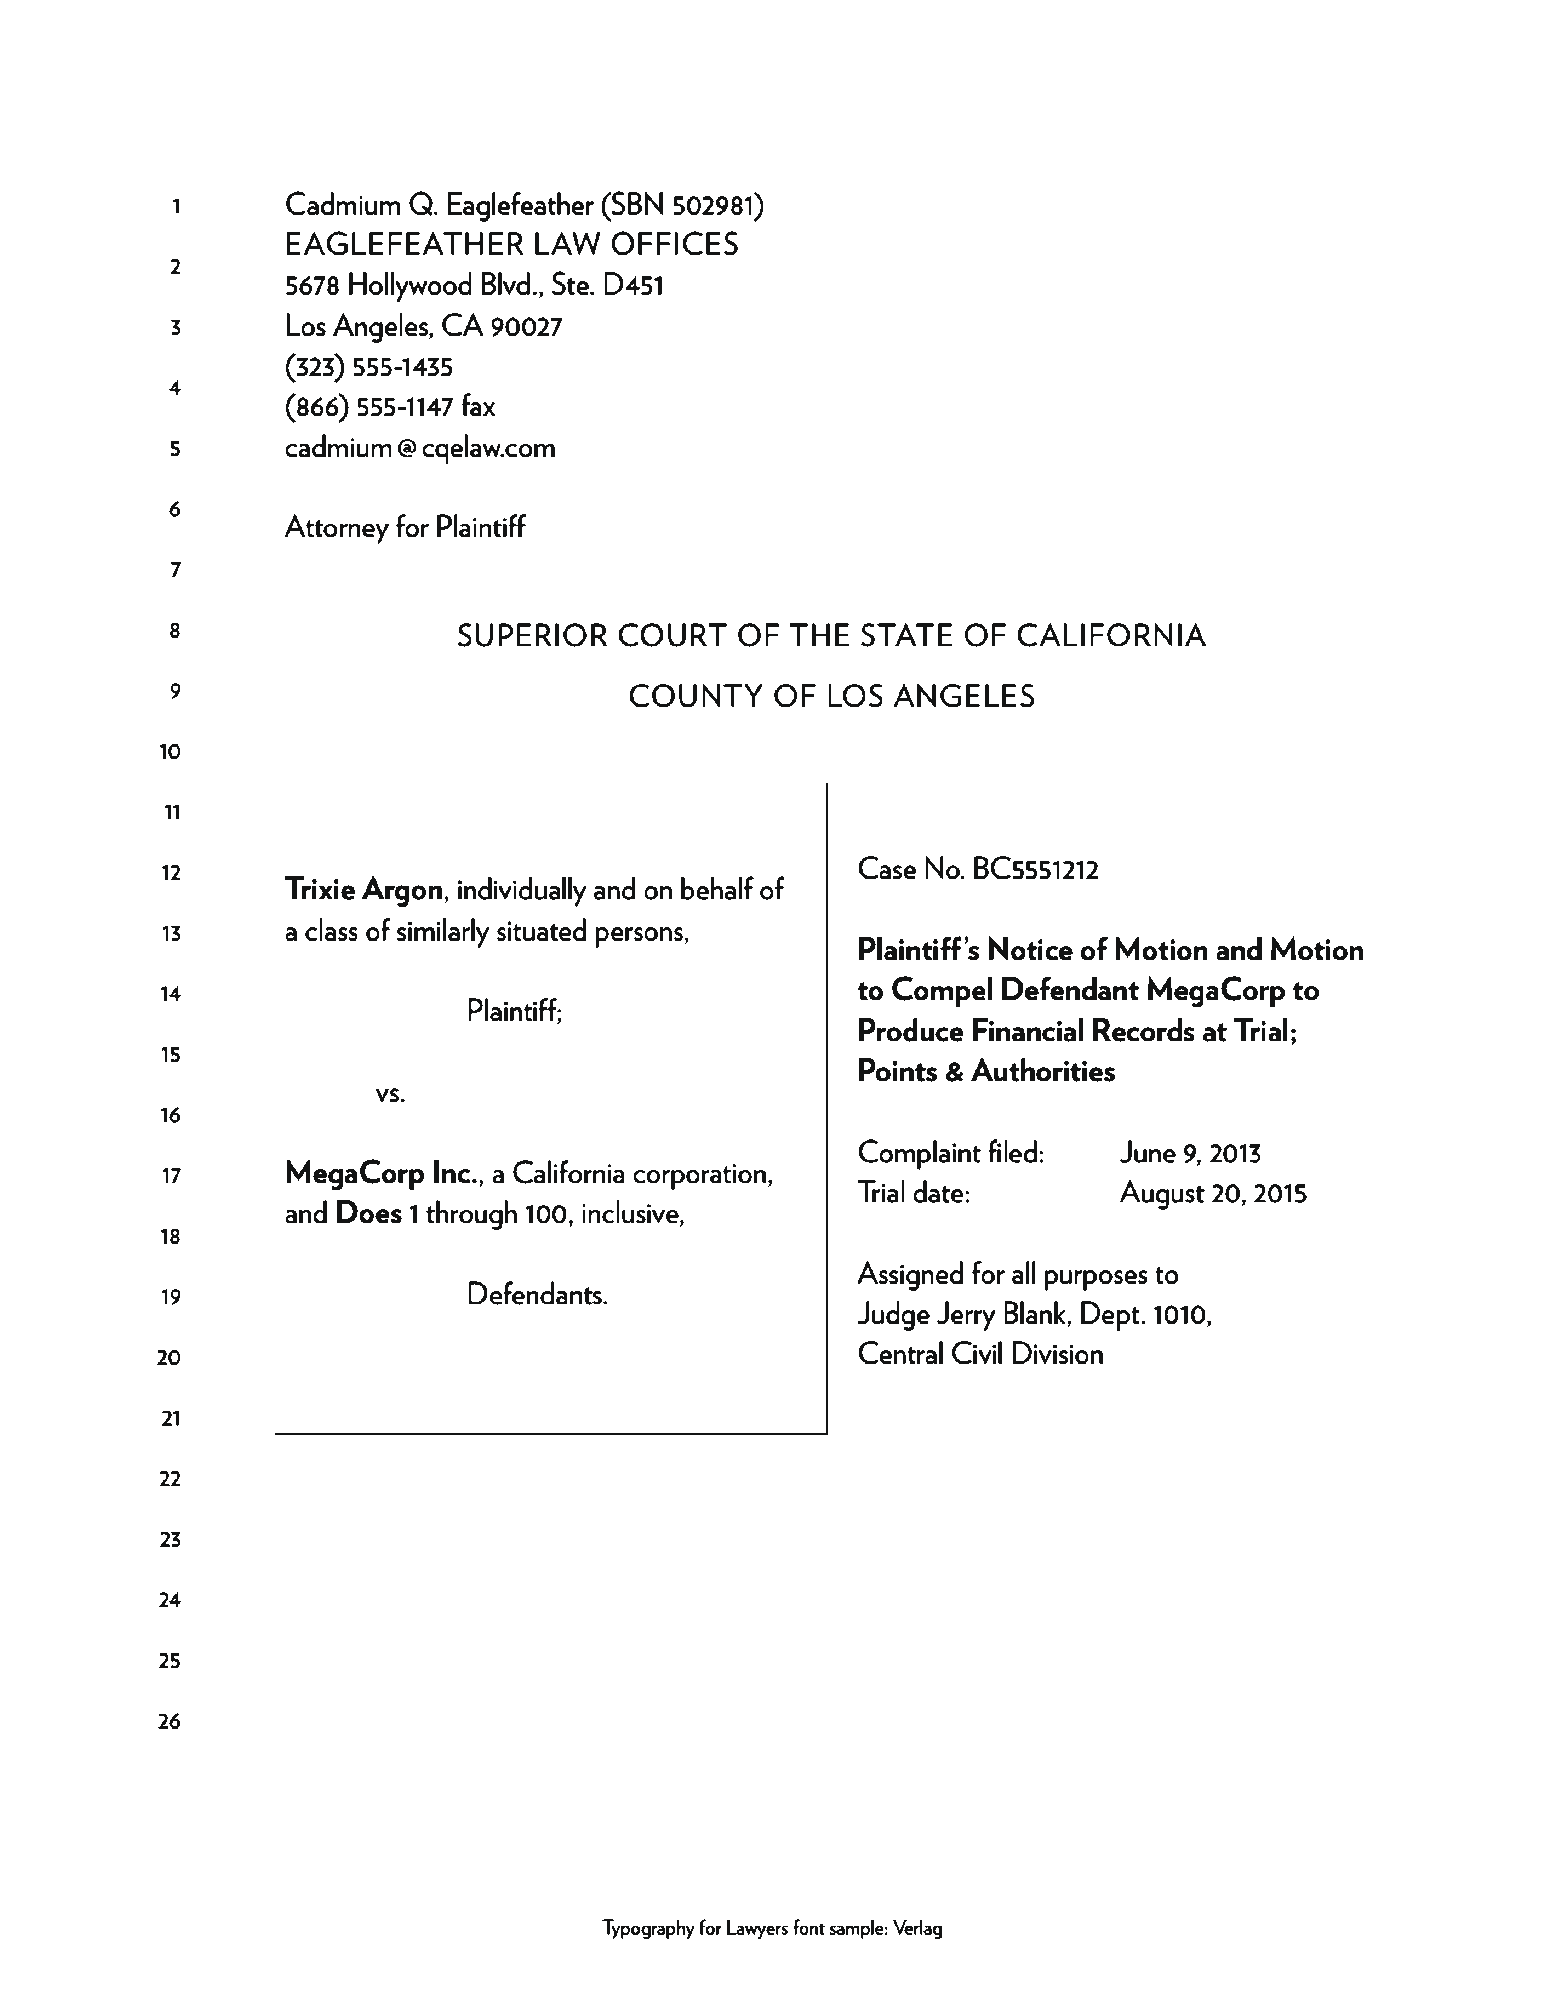 1
2
3
4
5
6
7
8
9
10
11
12
13
14
15
16
17
18
19
20
21
22
23
24
25
26
Cadmium Q. Eaglefeather (SBN 502981)
EAGLEFEATHER LAW OFFICES
5678 Hollywood Blvd., Ste. D451
Los Angeles, CA 90027
(323) 555-1435
(866) 555-1147 fax
cadmium@cqelaw.com
Attorney for Plaintiff
SUPERIOR COURT OF THE STATE OF CALIFORNIA
COUNTY OF LOS ANGELES
Trixie Argon, individually and on behalf of
a class of similarly situated persons,
Plaintiff;
vs.
MegaCorp Inc., a California corporation,
and Does 1 through 100, inclusive,
Defendants.
Case No. BC5551212
Plaintiff’s Notice of Motion and Motion
to Compel Defendant MegaCorp to
Produce Financial Records at Trial;
Points & Authorities
Complaint filed: June 9, 2013
Trial date: August 20, 2015
Assigned for all purposes to
Judge Jerry Blank, Dept. 1010,
Central Civil Division
Typography for Lawyers font sample: Verlag